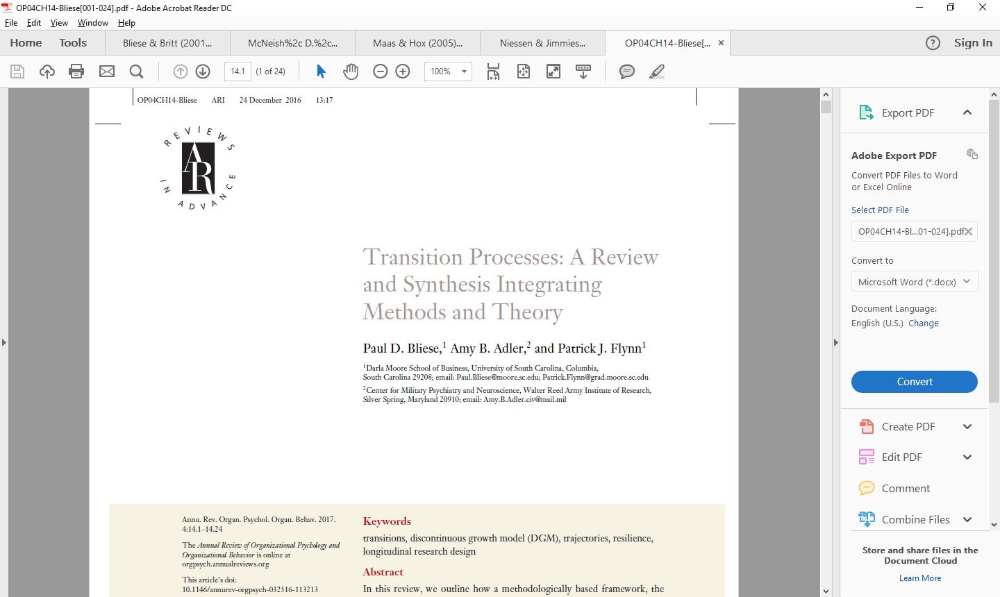 OP04CH14-Bliese[001-024].pdf - Adobe Acrobat Reader DC
File Edit View Window Help
Home Tools Bliese & Britt (2001... McNeish%2c D.%2c... Maas & Hox (2005)... Niessen & Jimmies... OP04CH14-Bliese[... × ? Sign In
14.1 (1 of 24) 100%
OP04CH14-Bliese ARI 24 December 2016 13:17
REVIEWS
AR
IN ADVANCE
Transition Processes: A Review
and Synthesis Integrating
Methods and Theory
Paul D. Bliese,1 Amy B. Adler,2 and Patrick J. Flynn1
1Darla Moore School of Business, University of South Carolina, Columbia,
South Carolina 29208; email: Paul.Bliese@moore.sc.edu; Patrick.Flynn@grad.moore.sc.edu
2Center for Military Psychiatry and Neuroscience, Walter Reed Army Institute of Research,
Silver Spring, Maryland 20910; email: Amy.B.Adler.civ@mail.mil
Annu. Rev. Organ. Psychol. Organ. Behav. 2017.
4:14.1–14.24
The Annual Review of Organizational Psychology and
Organizational Behavior is online at
orgpsych.annualreviews.org
This article's doi:
10.1146/annurev-orgpsych-032516-113213
Keywords
transitions, discontinuous growth model (DGM), trajectories, resilience,
longitudinal research design
Abstract
In this review, we outline how a methodologically based framework, the
Export PDF
Adobe Export PDF
Convert PDF Files to Word
or Excel Online
Select PDF File
OP04CH14-Bl...01-024].pdf
Convert to
Microsoft Word (*.docx)
Document Language:
English (U.S.) Change
Convert
Create PDF
Edit PDF
Comment
Combine Files
Store and share files in the
Document Cloud
Learn More